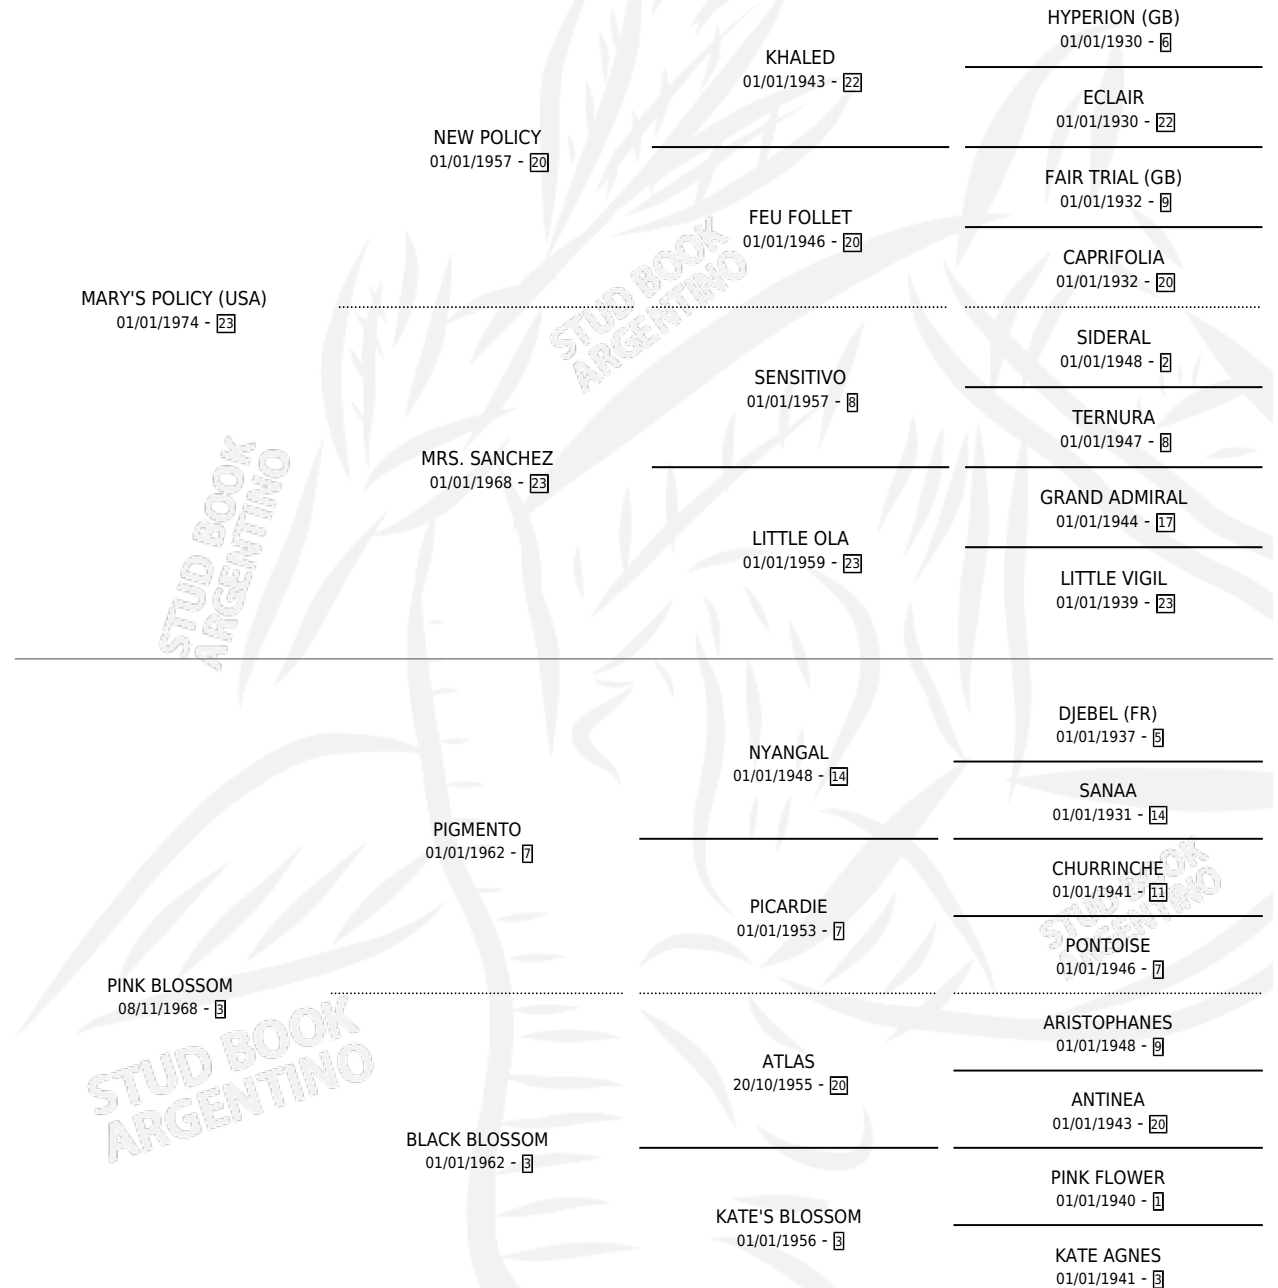 HYPERION (GB)
01/01/1930 - 6
KHALED
01/01/1943 - 22
ECLAIR
01/01/1930 - 22
NEW POLICY
01/01/1957 - 20
FAIR TRIAL (GB)
01/01/1932 - 9
FEU FOLLET
01/01/1946 - 20
CAPRIFOLIA
01/01/1932 - 20
MARY'S POLICY (USA)
01/01/1974 - 23
SIDERAL
01/01/1948 - 2
SENSITIVO
01/01/1957 - 8
TERNURA
01/01/1947 - 8
MRS. SANCHEZ
01/01/1968 - 23
GRAND ADMIRAL
01/01/1944 - 17
LITTLE OLA
01/01/1959 - 23
LITTLE VIGIL
01/01/1939 - 23
STUD BOOK
ARGENTINO
STUD BOOK
ARGENTINO
DJEBEL (FR)
01/01/1937 - 5
NYANGAL
01/01/1948 - 14
SANAA
01/01/1931 - 14
PIGMENTO
01/01/1962 - 7
CHURRINCHE
01/01/1941 - 11
PICARDIE
01/01/1953 - 7
PONTOISE
01/01/1946 - 7
PINK BLOSSOM
08/11/1968 - 3
ARISTOPHANES
01/01/1948 - 9
ATLAS
20/10/1955 - 20
ANTINEA
01/01/1943 - 20
BLACK BLOSSOM
01/01/1962 - 3
PINK FLOWER
01/01/1940 - 1
KATE'S BLOSSOM
01/01/1956 - 3
KATE AGNES
01/01/1941 - 3
STUD BOOK
ARGENTINO
STUD BOOK
ARGENTINO